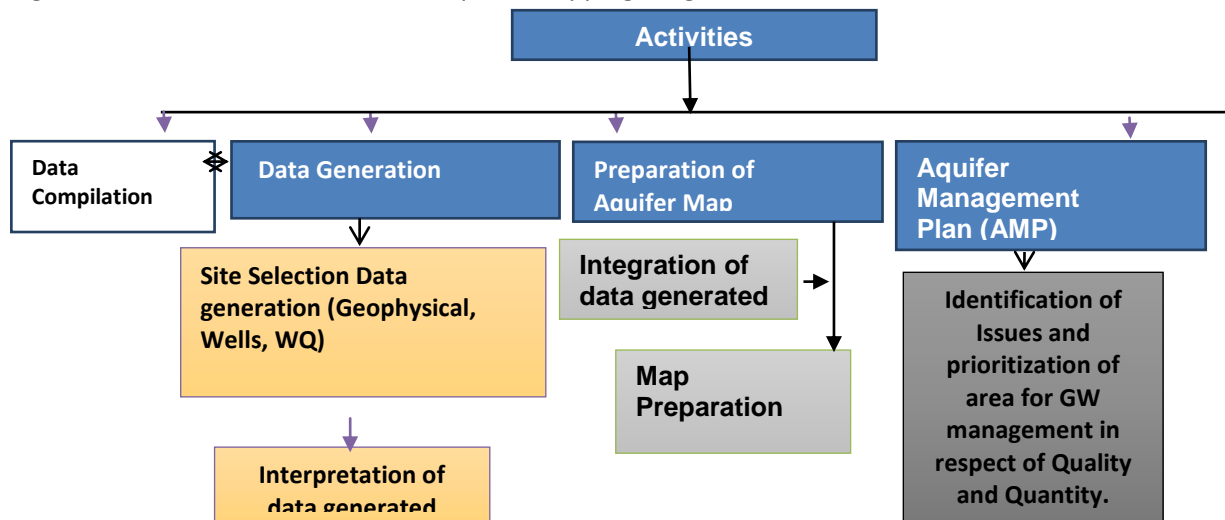 Activities
Data
Compilation
Data Generation
Preparation of
Aquifer Map
Aquifer
Management
Plan (AMP)
Site Selection Data
generation (Geophysical,
Wells, WQ)
Integration of
data generated
Map
Preparation
Identification of
Issues and
prioritization of
area for GW
management in
respect of Quality
and Quantity.
Interpretation of
data generated